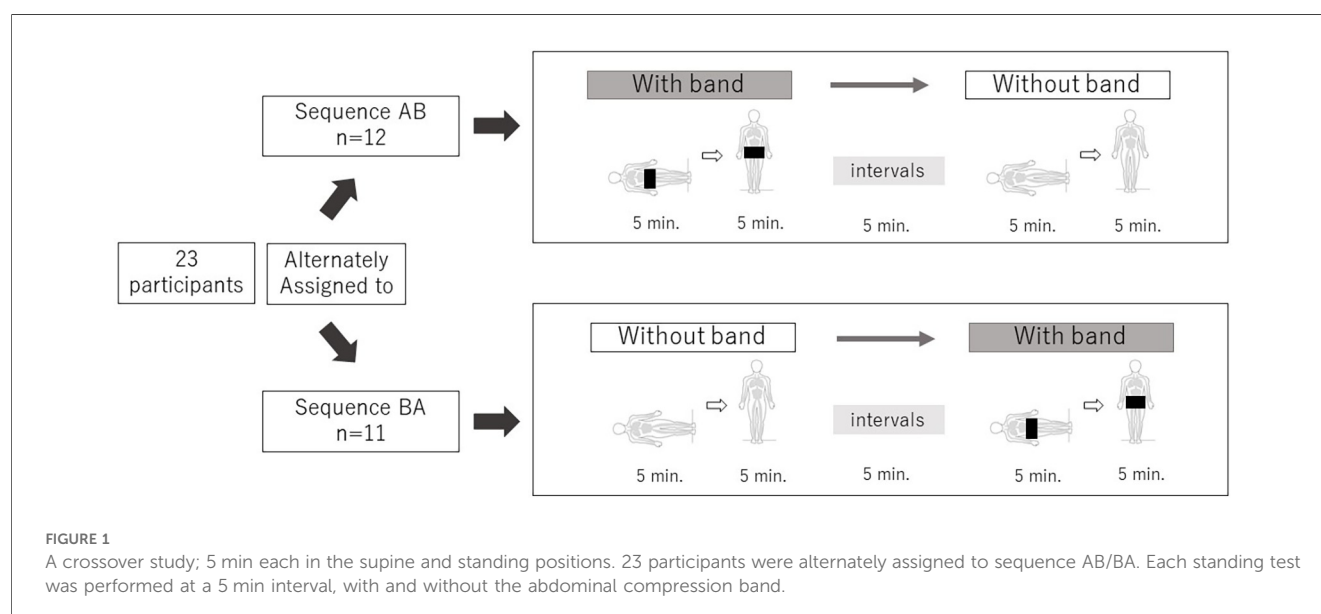 With band
Without band
Sequence AB
n=12
intervals
5 min.
5 min.
5 min.
5 min.
5 min.
23
participants
Alternately
Assigned to
Without band
With band
Sequence BA
n=11
intervals
5 min.
5 min.
5 min.
5 min.
5 min.
FIGURE 1
A crossover study; 5 min each in the supine and standing positions. 23 participants were alternately assigned to sequence AB/BA. Each standing test
was performed at a 5 min interval, with and without the abdominal compression band.